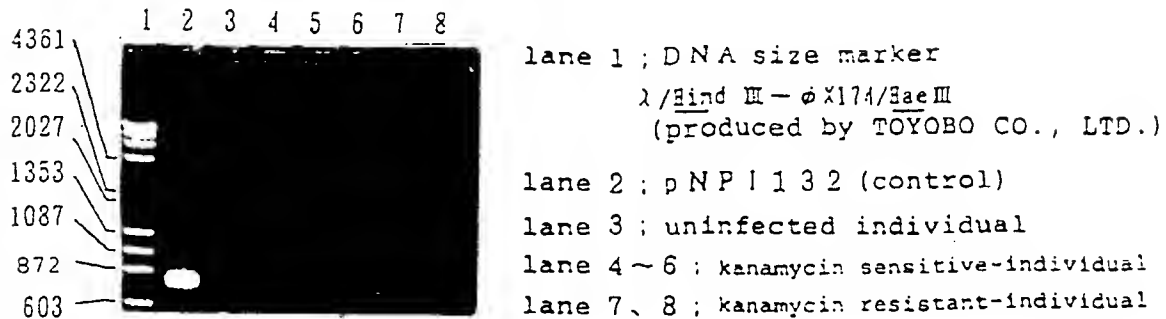 1 2 3 4 5 6 7 8
4361
2322
2027
1353
1087
872
603
lane 1 ; DNA size marker
λ/Hind Ⅲ-φX174/HaeⅢ
(produced by TOYOBO CO., LTD.)
lane 2 ; pNPI132 (control)
lane 3 ; uninfected individual
lane 4~6 ; kanamycin sensitive-individual
lane 7、8 ; kanamycin resistant-individual